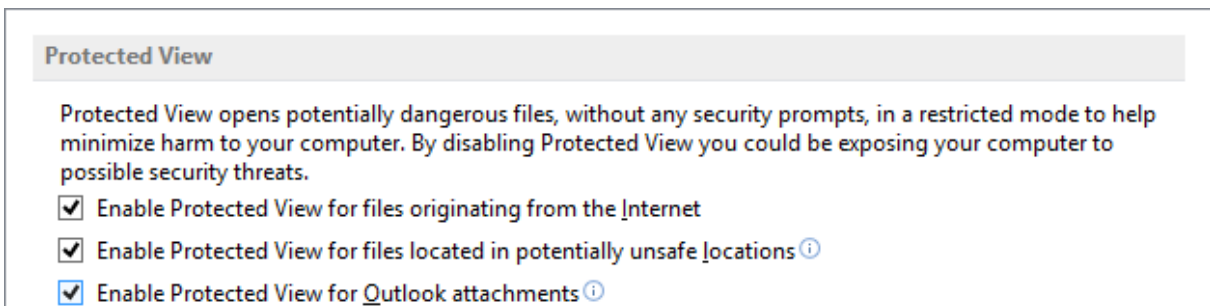 Protected View
Protected View opens potentially dangerous files, without any security prompts, in a restricted mode to help
minimize harm to your computer. By disabling Protected View you could be exposing your computer to
possible security threats.
Enable Protected View for files originating from the Internet
Enable Protected View for files located in potentially unsafe locations
Enable Protected View for Outlook attachments